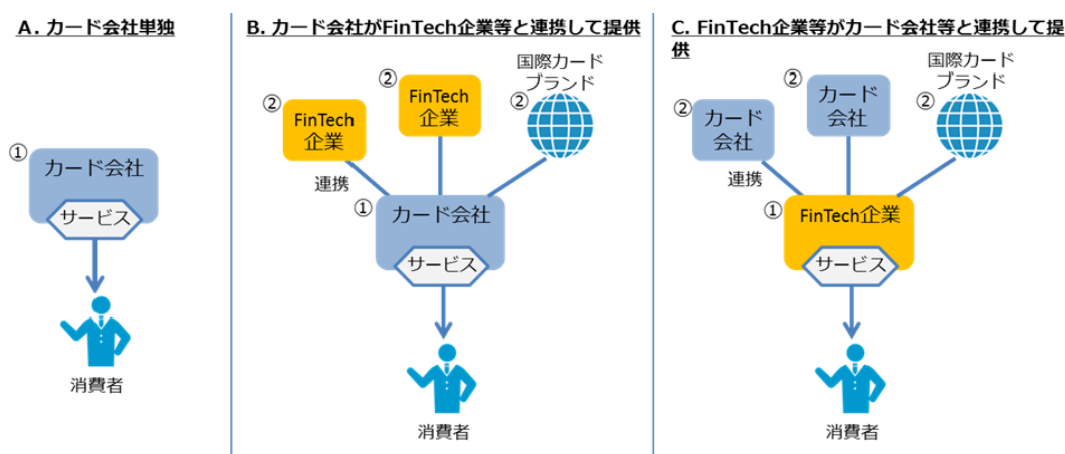 A. カード会社単独
①
カード会社
サービス
消費者
B. カード会社がFinTech企業等と連携して提供
②
FinTech
企業
②
FinTech
企業
国際カード
ブランド
②
連携
①
カード会社
サービス
消費者
C. FinTech企業等がカード会社等と連携して提
供
②
カード
会社
②
カード
会社
国際カード
ブランド
②
連携
①
FinTech企業
サービス
消費者